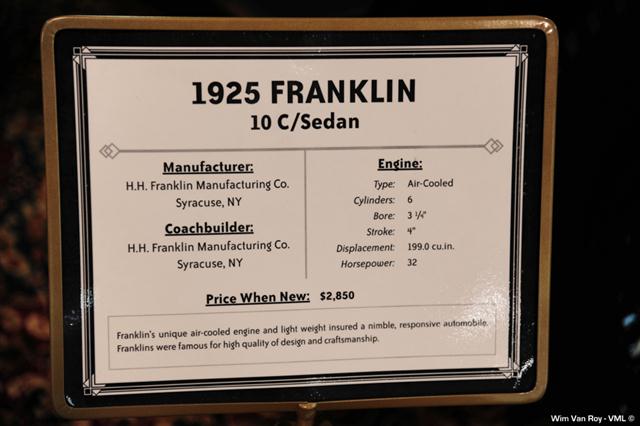 1925 FRANKLIN
10 C/Sedan
Manufacturer:
H.H. Franklin Manufacturing Co.
Syracuse, NY
Coachbuilder:
H.H. Franklin Manufacturing Co.
Syracuse, NY
Engine:
Type: Air-Cooled
Cylinders: 6
Bore: 3 ¼"
Stroke: 4"
Displacement: 199.0 cu.in.
Horsepower: 32
Price When New: $2,850
Franklin's unique air-cooled engine and light weight insured a nimble, responsive automobile.
Franklins were famous for high quality of design and craftsmanship.
Wim Van Roy - VML ©